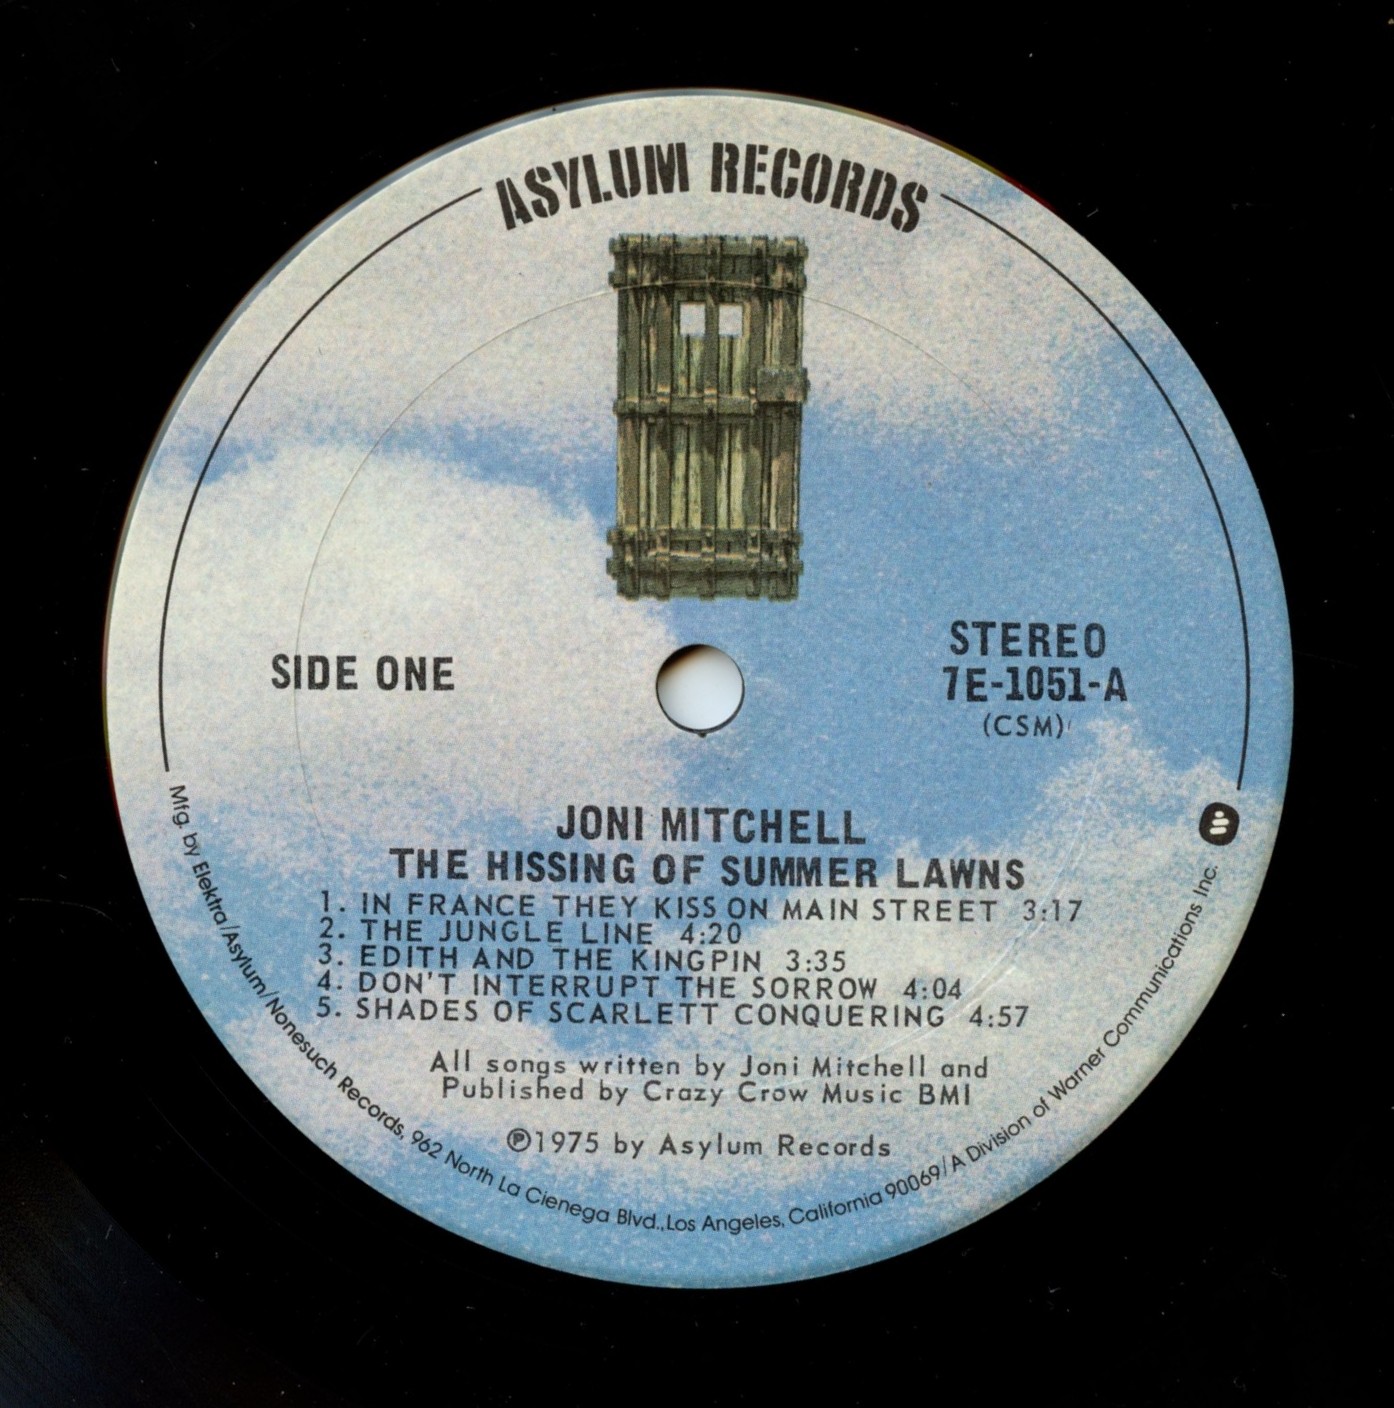 ASYLUM RECORDS
SIDE ONE
STEREO
7E-1051-A
(CSM)
JONI MITCHELL
THE HISSING OF SUMMER LAWNS
1. IN FRANCE THEY KISS ON MAIN STREET 3:17
2. THE JUNGLE LINE 4:20
3. EDITH AND THE KINGPIN 3:35
4. DON'T INTERRUPT THE SORROW 4:04
5. SHADES OF SCARLETT CONQUERING 4:57
All songs written by Joni Mitchell and
Published by Crazy Crow Music BMI
℗1975 by Asylum Records
Mfg. by Elektra/Asylum/Nonesuch Records, 962 North La Cienega Blvd., Los Angeles, California 90069/A Division of Warner Communications Inc.